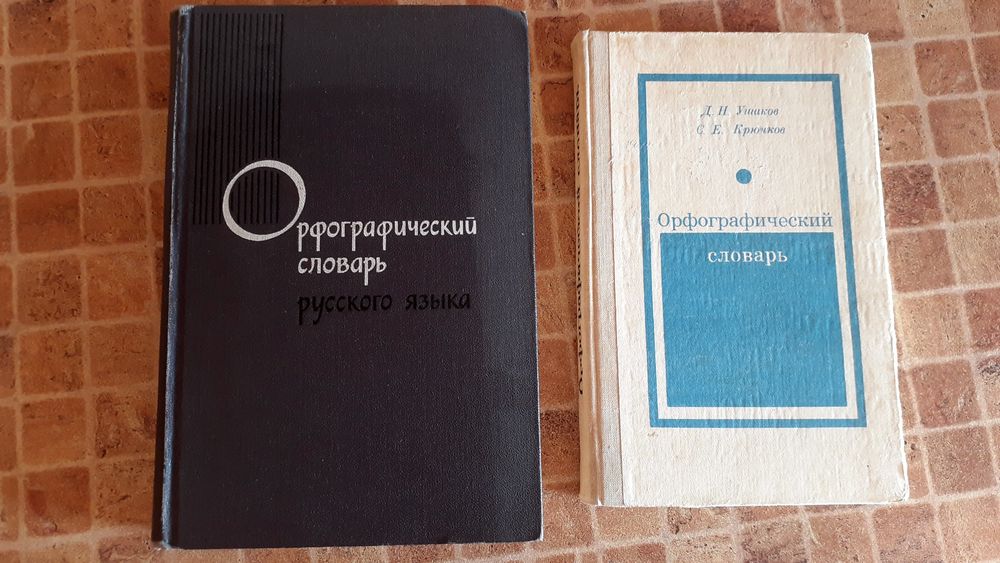 Орфографический
словарь
русского языка
Д. Н. Ушаков
С. Е. Крючков
Орфографический
словарь